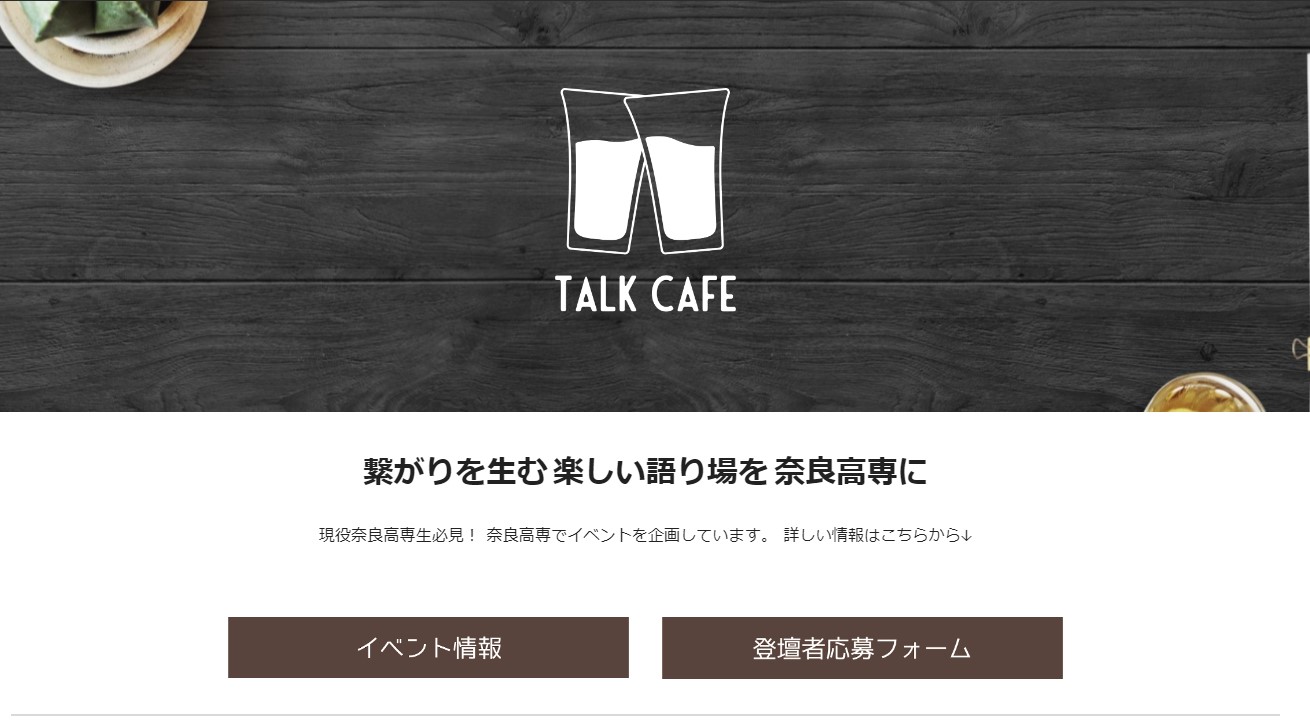 TALK CAFE
繋がりを生む 楽しい語り場を 奈良高専に
現役奈良高専生必見！ 奈良高専でイベントを企画しています。 詳しい情報はこちらから↓
イベント情報
登壇者応募フォーム